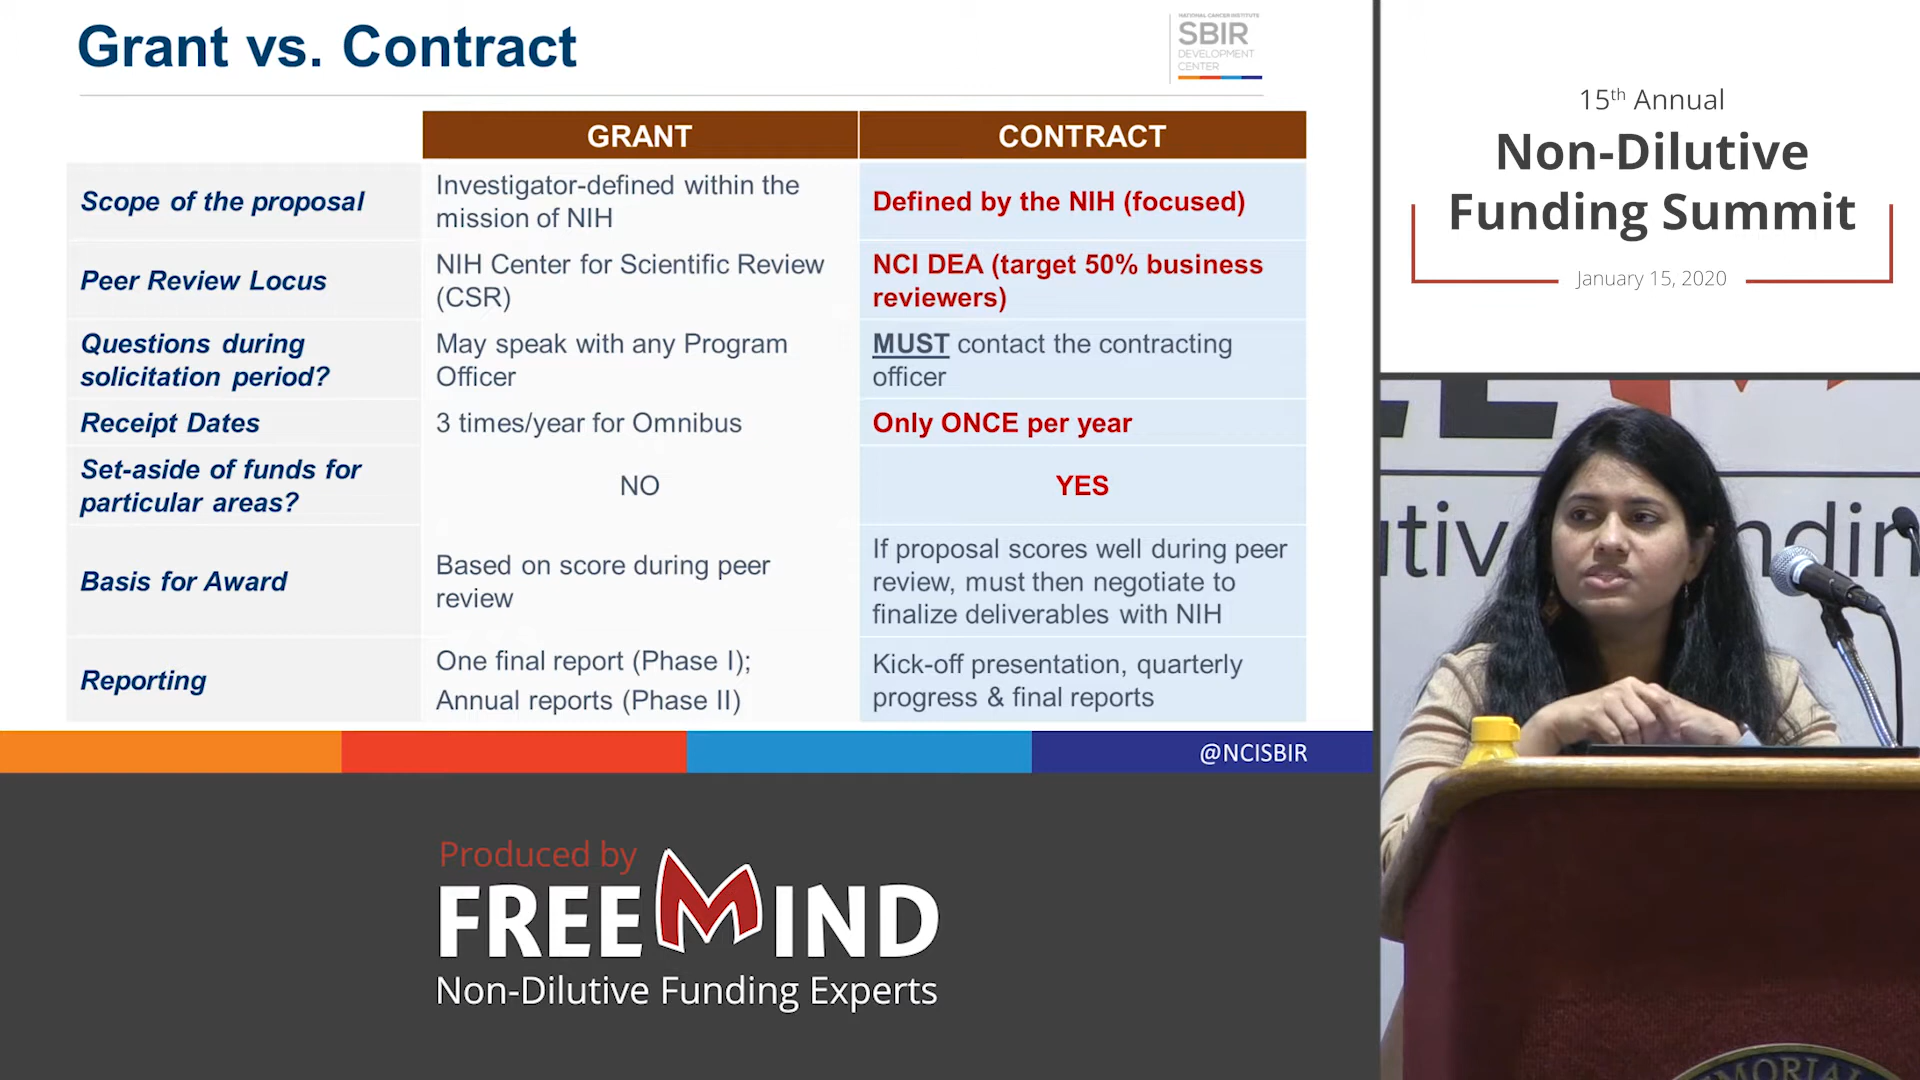 Grant vs. Contract
NATIONAL CANCER INSTITUTE
SBIR
DEVELOPMENT
CENTER
GRANT
CONTRACT
Scope of the proposal
Investigator-defined within the
mission of NIH
Defined by the NIH (focused)
Peer Review Locus
NIH Center for Scientific Review
(CSR)
NCI DEA (target 50% business
reviewers)
Questions during
solicitation period?
May speak with any Program
Officer
MUST contact the contracting
officer
Receipt Dates
3 times/year for Omnibus
Only ONCE per year
Set-aside of funds for
particular areas?
NO
YES
Basis for Award
Based on score during peer
review
If proposal scores well during peer
review, must then negotiate to
finalize deliverables with NIH
Reporting
One final report (Phase I);
Annual reports (Phase II)
Kick-off presentation, quarterly
progress & final reports
@NCISBIR
Produced by
FREEMIND
Non-Dilutive Funding Experts
15th Annual
Non-Dilutive
Funding Summit
January 15, 2020